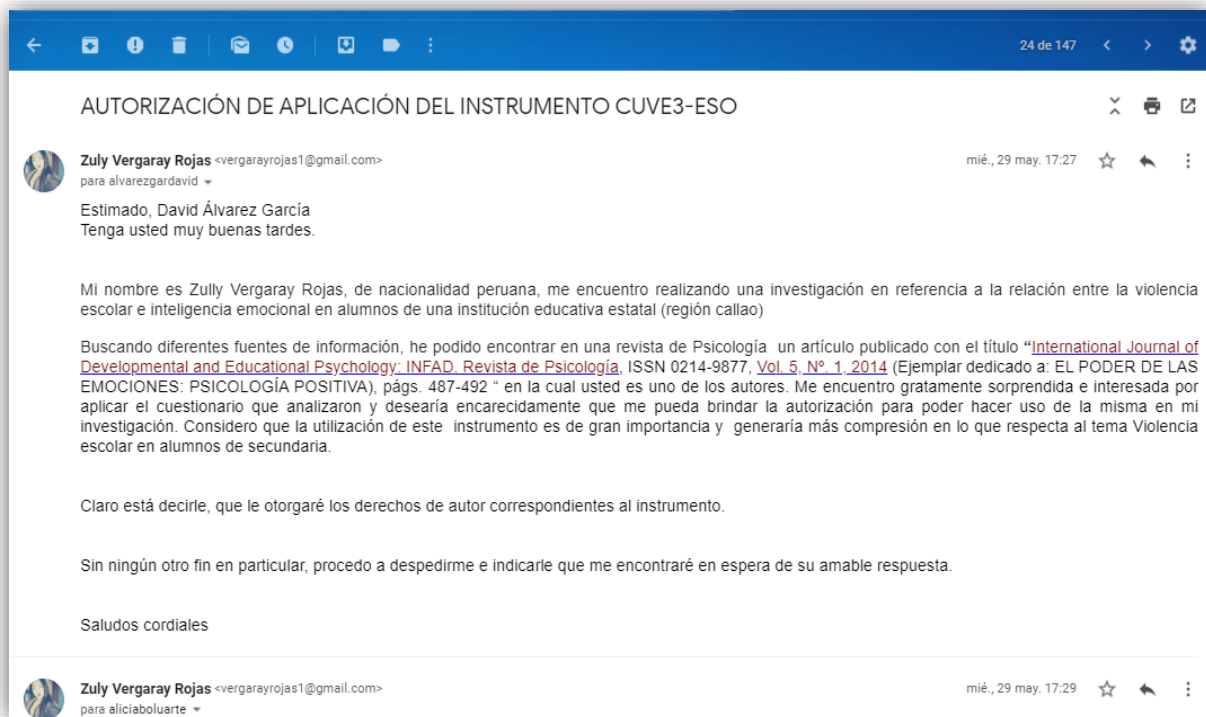 24 de 147
AUTORIZACIÓN DE APLICACIÓN DEL INSTRUMENTO CUVE3-ESO
Zuly Vergaray Rojas <vergarayrojas1@gmail.com>
mié., 29 may. 17:27
para alvarezgardavid
Estimado, David Álvarez García
Tenga usted muy buenas tardes.
Mi nombre es Zully Vergaray Rojas, de nacionalidad peruana, me encuentro realizando una investigación en referencia a la relación entre la violencia
escolar e inteligencia emocional en alumnos de una institución educativa estatal (región callao)
Buscando diferentes fuentes de información, he podido encontrar en una revista de Psicología un artículo publicado con el título “International Journal of
Developmental and Educational Psychology: INFAD. Revista de Psicología, ISSN 0214-9877, Vol. 5, Nº. 1, 2014 (Ejemplar dedicado a: EL PODER DE LAS
EMOCIONES: PSICOLOGÍA POSITIVA), págs. 487-492 “ en la cual usted es uno de los autores. Me encuentro gratamente sorprendida e interesada por
aplicar el cuestionario que analizaron y desearía encarecidamente que me pueda brindar la autorización para poder hacer uso de la misma en mi
investigación. Considero que la utilización de este instrumento es de gran importancia y generaría más compresión en lo que respecta al tema Violencia
escolar en alumnos de secundaria.
Claro está decirle, que le otorgaré los derechos de autor correspondientes al instrumento.
Sin ningún otro fin en particular, procedo a despedirme e indicarle que me encontraré en espera de su amable respuesta.
Saludos cordiales
Zuly Vergaray Rojas <vergarayrojas1@gmail.com>
mié., 29 may. 17:29
para aliciaboluarte